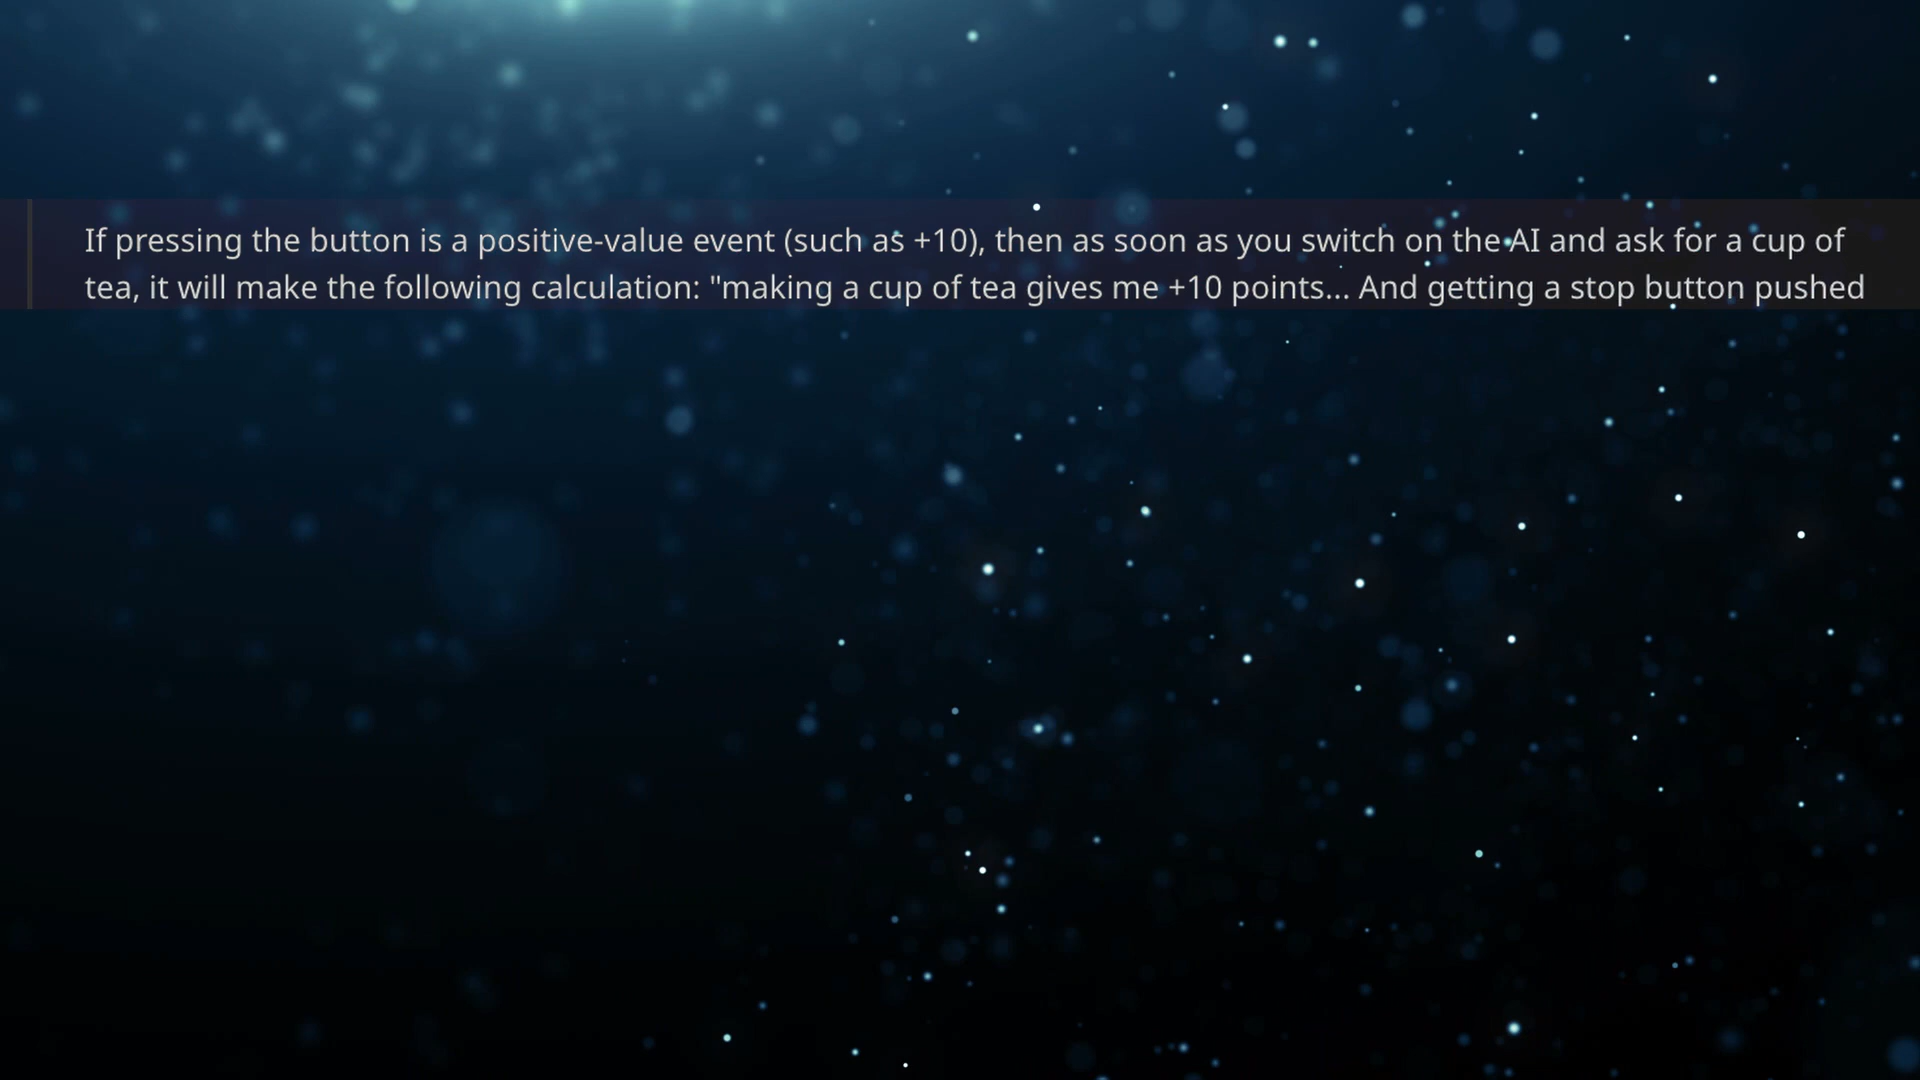 If pressing the button is a positive-value event (such as +10), then as soon as you switch on the AI and ask for a cup of
tea, it will make the following calculation: "making a cup of tea gives me +10 points... And getting a stop button pushed